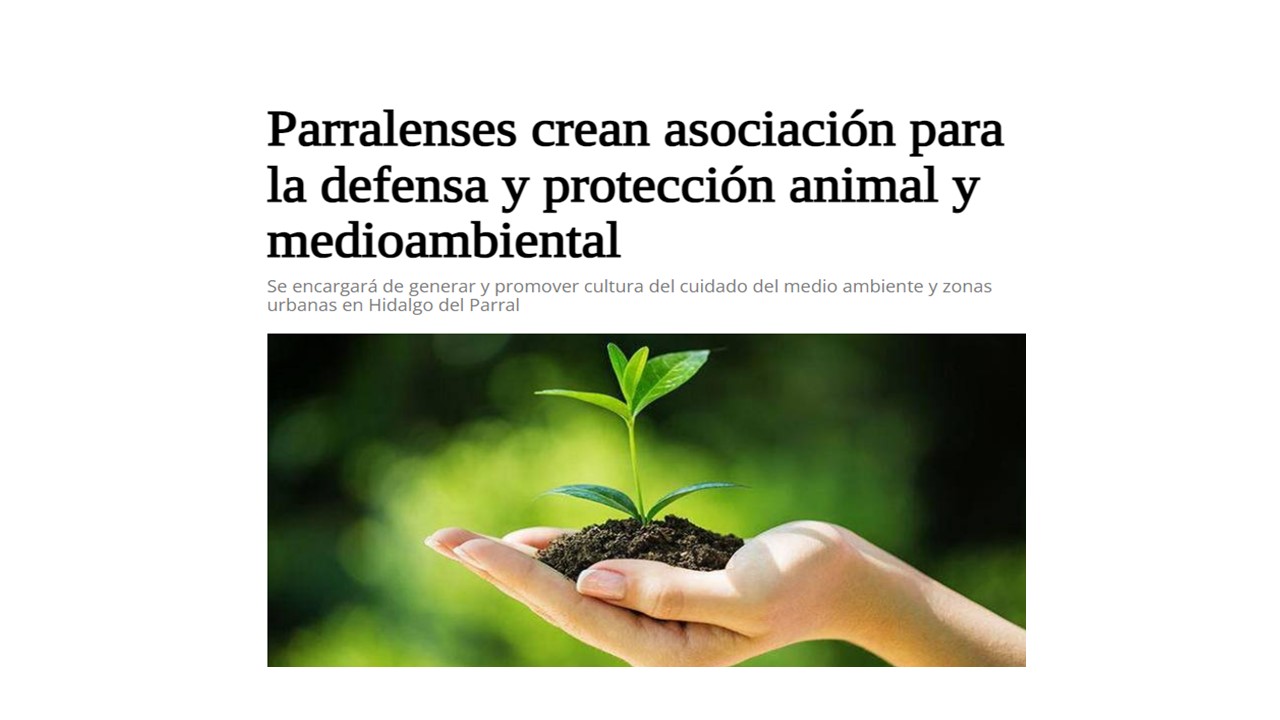 Parralenses crean asociación para
la defensa y protección animal y
medioambiental
Se encargará de generar y promover cultura del cuidado del medio ambiente y zonas
urbanas en Hidalgo del Parral